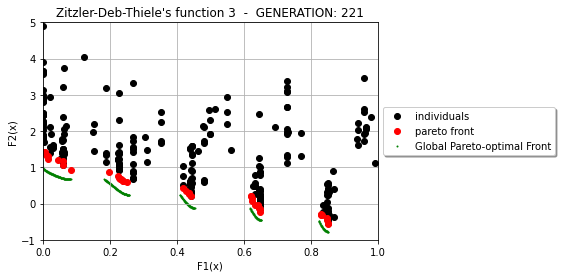 Zitzler-Deb-Thiele's function 3 - GENERATION: 221
5
4
3
2
1
0
−1
F2(x)
0.0 0.2 0.4 0.6 0.8 1.0
F1(x)
individuals
pareto front
Global Pareto-optimal Front